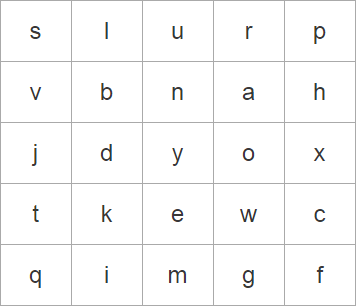 s l u r p
v b n a h
j d y o x
t k e w c
q i m g f